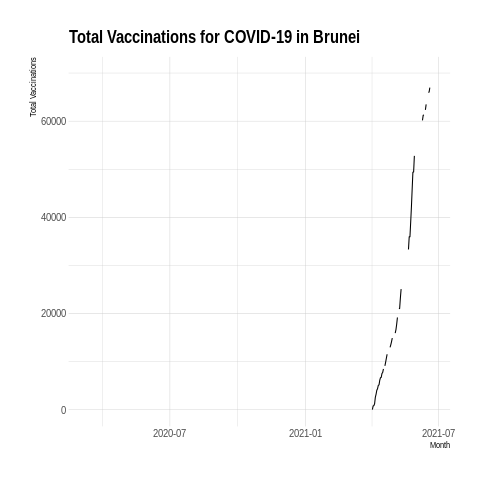 Total Vaccinations for COVID-19 in Brunei
Total Vaccinations
60000
40000
20000
0
2020-07
2021-01
2021-07
Month